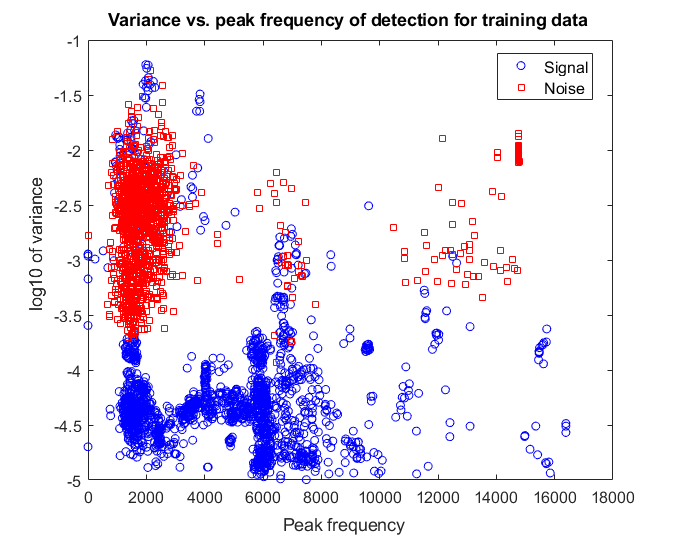 Variance vs. peak frequency of detection for training data
-1
-1.5
-2
-2.5
-3
-3.5
-4
-4.5
-5
log10 of variance
Signal
Noise
0 2000 4000 6000 8000 10000 12000 14000 16000 18000
Peak frequency